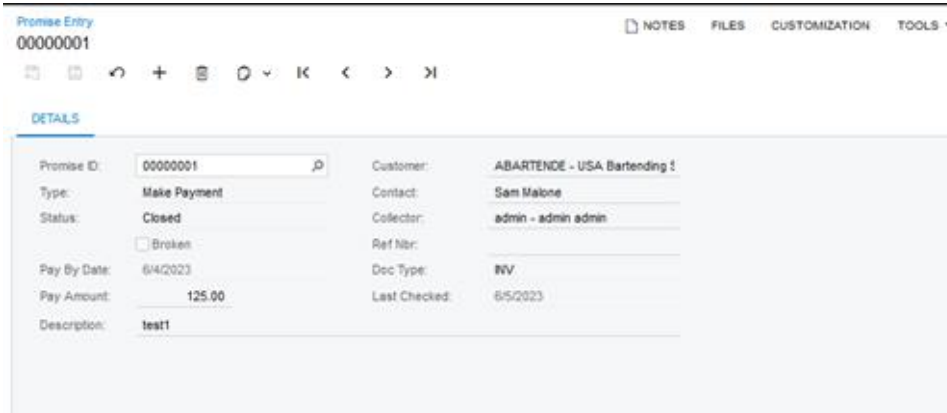 Promise Entry
00000001
NOTES FILES CUSTOMIZATION TOOLS
DETAILS
Promise ID: 00000001 Customer: ABARTENDE - USA Bartending S
Type: Make Payment Contact: Sam Malone
Status: Closed Collector: admin - admin admin
Broken Ref Nbr:
Pay By Date: 6/4/2023 Doc Type: INV
Pay Amount: 125.00 Last Checked: 6/5/2023
Description: test1